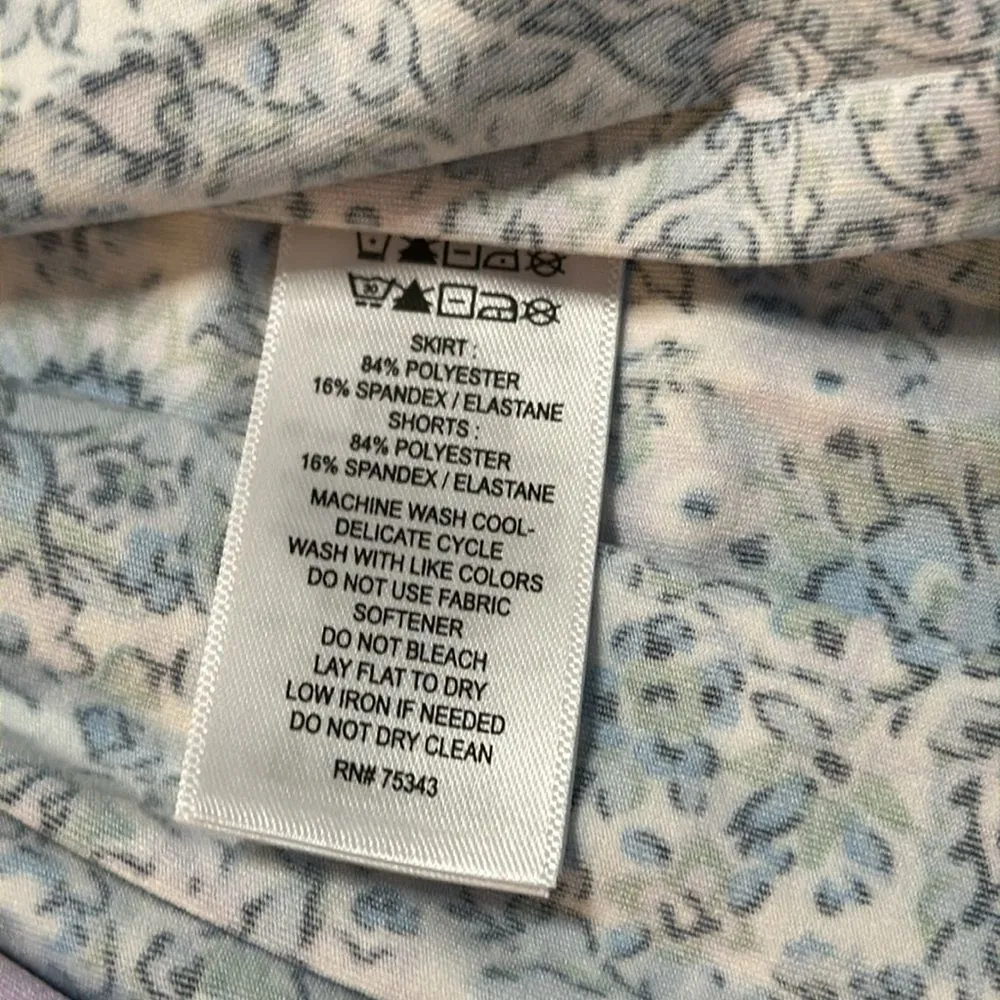 30
SKIRT :
84% POLYESTER
16% SPANDEX / ELASTANE
SHORTS :
84% POLYESTER
16% SPANDEX / ELASTANE
MACHINE WASH COOL-
DELICATE CYCLE
WASH WITH LIKE COLORS
DO NOT USE FABRIC
SOFTENER
DO NOT BLEACH
LAY FLAT TO DRY
LOW IRON IF NEEDED
DO NOT DRY CLEAN
RN# 75343